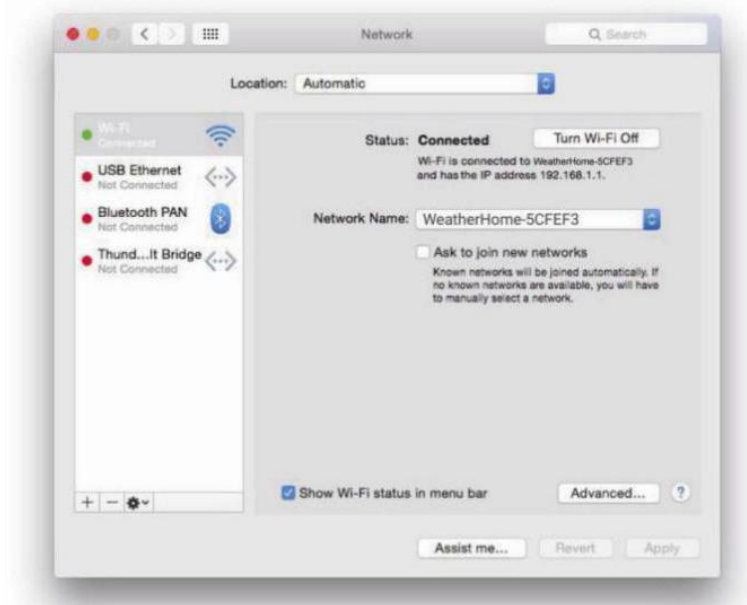 Network
Search
Location: Automatic
Wi-Fi
Connected
USB Ethernet
Not Connected
Bluetooth PAN
Not Connected
Thund...lt Bridge
Not Connected
Status: Connected
Turn Wi-Fi Off
Wi-Fi is connected to WeatherHome-5CFEF3
and has the IP address 192.168.1.1.
Network Name: WeatherHome-5CFEF3
Ask to join new networks
Known networks will be joined automatically. If
no known networks are available, you will have
to manually select a network.
Show Wi-Fi status in menu bar
Advanced...
?
Assist me...
Revert
Apply